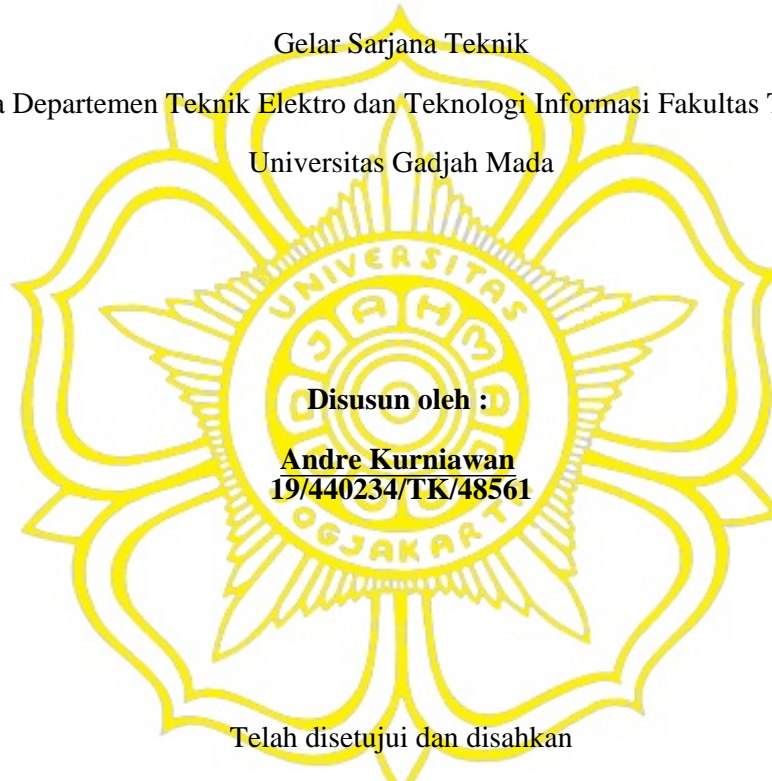 Gelar Sarjana Teknik
Departemen Teknik Elektro dan Teknologi Informasi Fakultas
Universitas Gadjah Mada
UNIVERSITAS
Disusun oleh :
Andre Kurniawan
19/440234/TK/48561
Telah disetujui dan disahkan